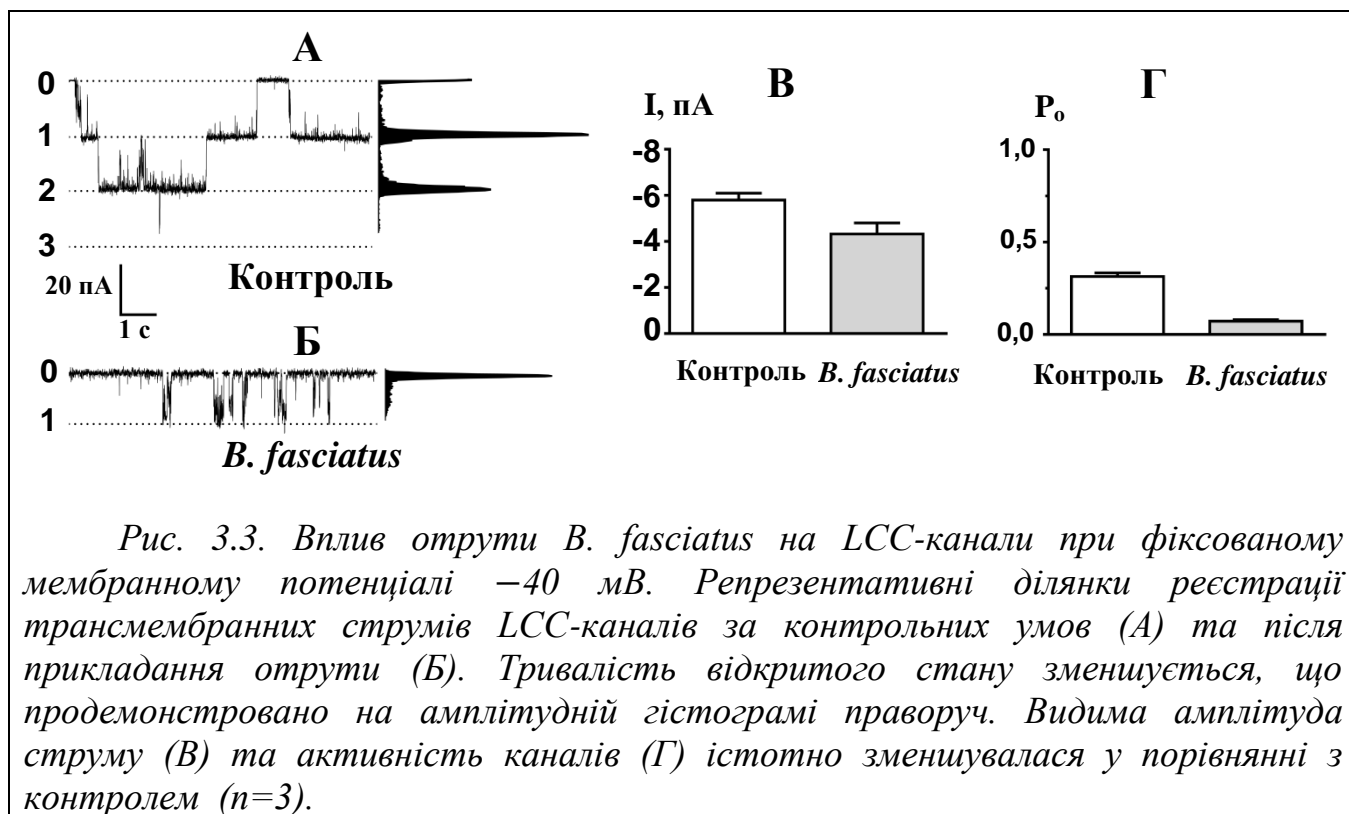 А
0
1
2
3
20 пА
1 с
Контроль
Б
0
1
B. fasciatus
В
I, пА
-8
-6
-4
-2
0
Контроль B. fasciatus
Г
Pₒ
1,0
0,5
0,0
Контроль B. fasciatus
Рис. 3.3. Вплив отрути B. fasciatus на LCC-канали при фіксованому
мембранному потенціалі −40 мВ. Репрезентативні ділянки реєстрації
трансмембранних струмів LCC-каналів за контрольних умов (А) та після
прикладання отрути (Б). Тривалість відкритого стану зменшується, що
продемонстровано на амплітудній гістограмі праворуч. Видима амплітуда
струму (В) та активність каналів (Г) істотно зменшувалася у порівнянні з
контролем (n=3).